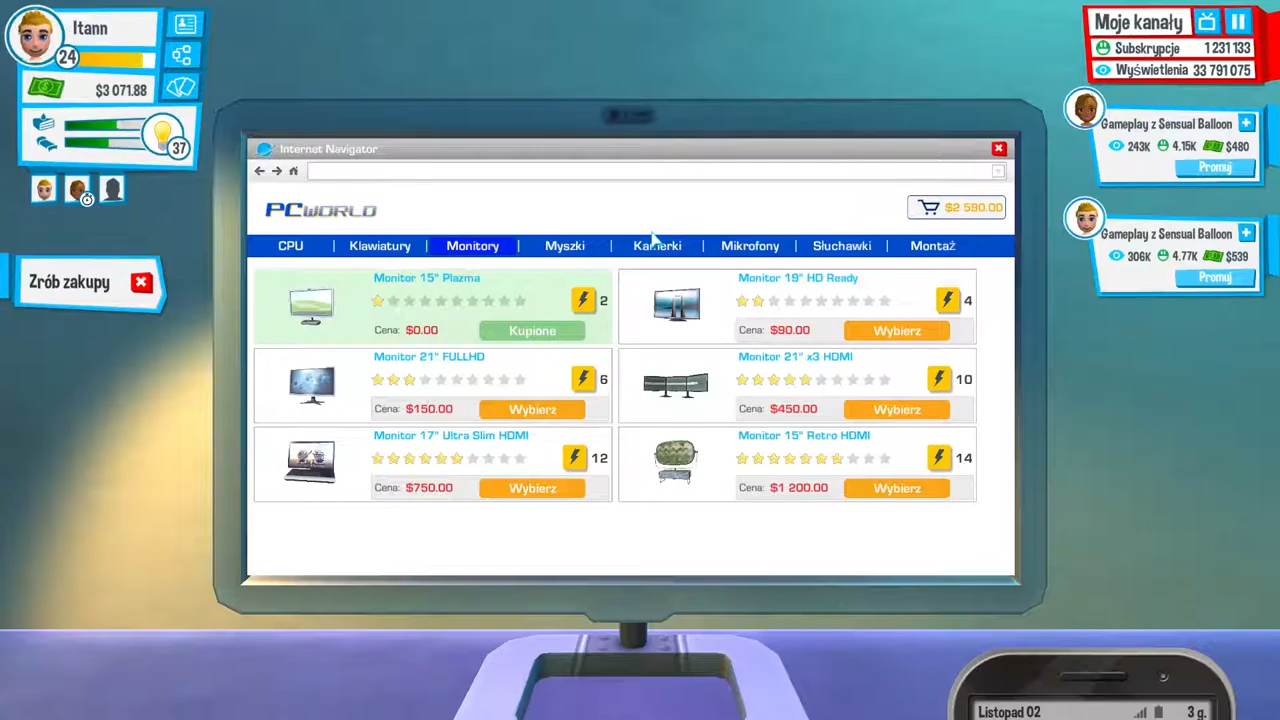 Itann
24
$3 071.88
37
Zrób zakupy
Moje kanały
Subskrypcje 1 231 133
Wyświetlenia 33 791 075
Gameplay z Sensual Balloon
243K 4.15K $480
Promuj
Gameplay z Sensual Balloon
306K 4.77K $539
Promuj
Internet Navigator
PCWORLD
$2 590.00
CPU Klawiatury Monitory Myszki Kamerki Mikrofony Słuchawki Montaż
Monitor 15" Plazma
2
Cena: $0.00 Kupione
Monitor 19" HD Ready
4
Cena: $90.00 Wybierz
Monitor 21" FULLHD
6
Cena: $150.00 Wybierz
Monitor 21" x3 HDMI
10
Cena: $450.00 Wybierz
Monitor 17" Ultra Slim HDMI
12
Cena: $750.00 Wybierz
Monitor 15" Retro HDMI
14
Cena: $1 200.00 Wybierz
Listopad 02 3 g.